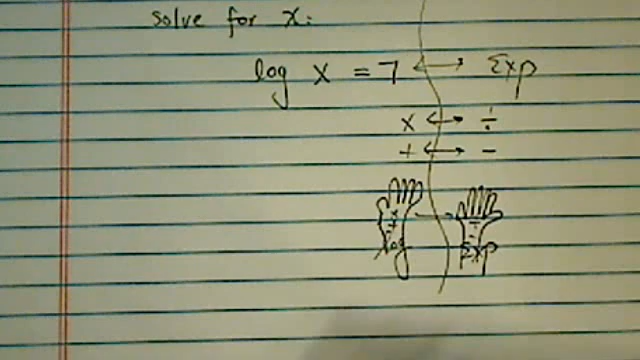 solve for x:
log x = 7 ↔ Exp
× ↔ ÷
+ ↔ −
log Exp